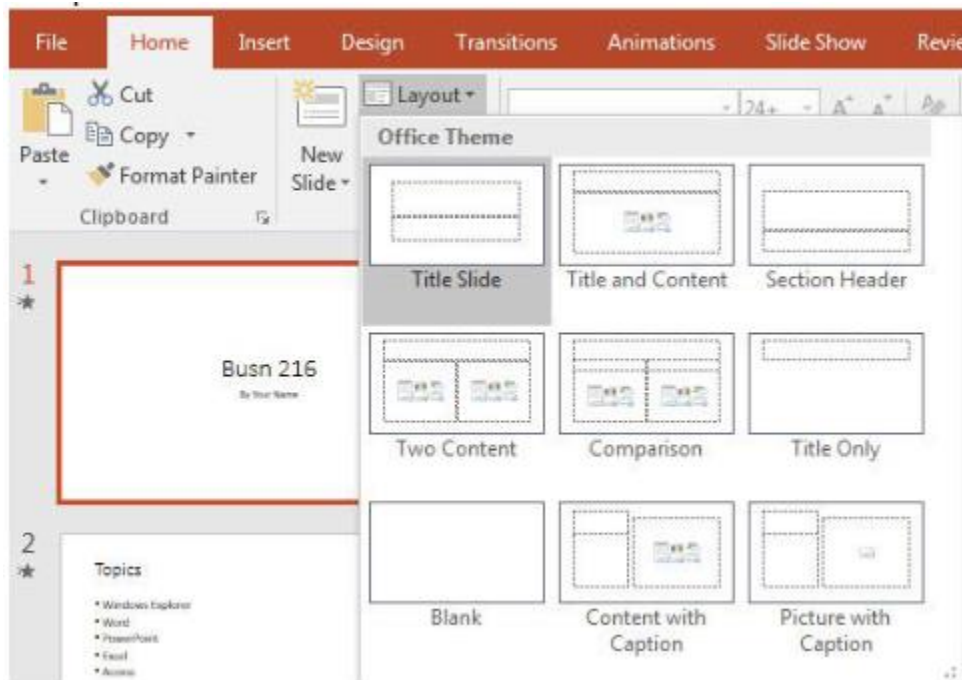 File Home Insert Design Transitions Animations Slide Show Revie
Cut
Layout
24+
Copy
Office Theme
Paste
New
Format Painter
Slide
Clipboard
Title Slide Title and Content Section Header
1
Busn 216
By Your Name
Two Content Comparison Title Only
2
Topics
• Windows Explorer
• Word
• PowerPoint
• Excel
• Access
Blank Content with Picture with
Caption Caption